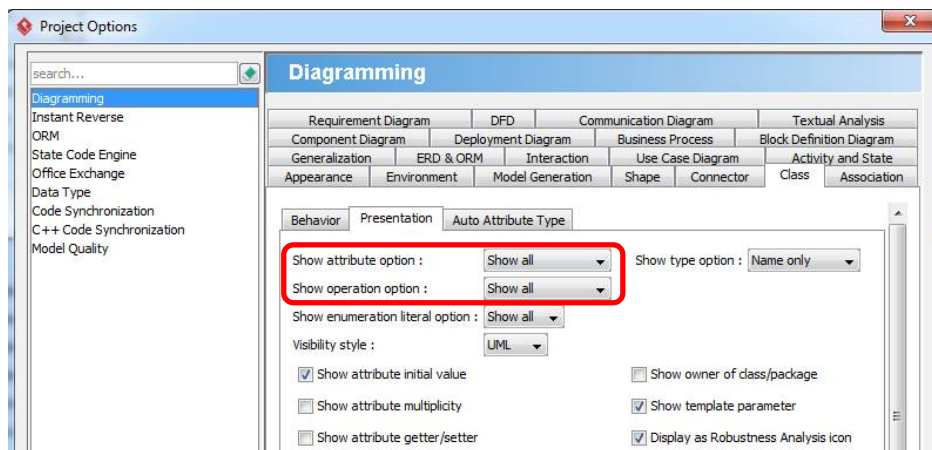 Project Options
x
search...
Diagramming
Instant Reverse
ORM
State Code Engine
Office Exchange
Data Type
Code Synchronization
C++ Code Synchronization
Model Quality
Diagramming
Requirement Diagram DFD Communication Diagram Textual Analysis
Component Diagram Deployment Diagram Business Process Block Definition Diagram
Generalization ERD & ORM Interaction Use Case Diagram Activity and State
Appearance Environment Model Generation Shape Connector Class Association
Behavior Presentation Auto Attribute Type
Show attribute option : Show all Show type option : Name only
Show operation option : Show all
Show enumeration literal option : Show all
Visibility style : UML
Show attribute initial value Show owner of class/package
Show attribute multiplicity Show template parameter
Show attribute getter/setter Display as Robustness Analysis icon